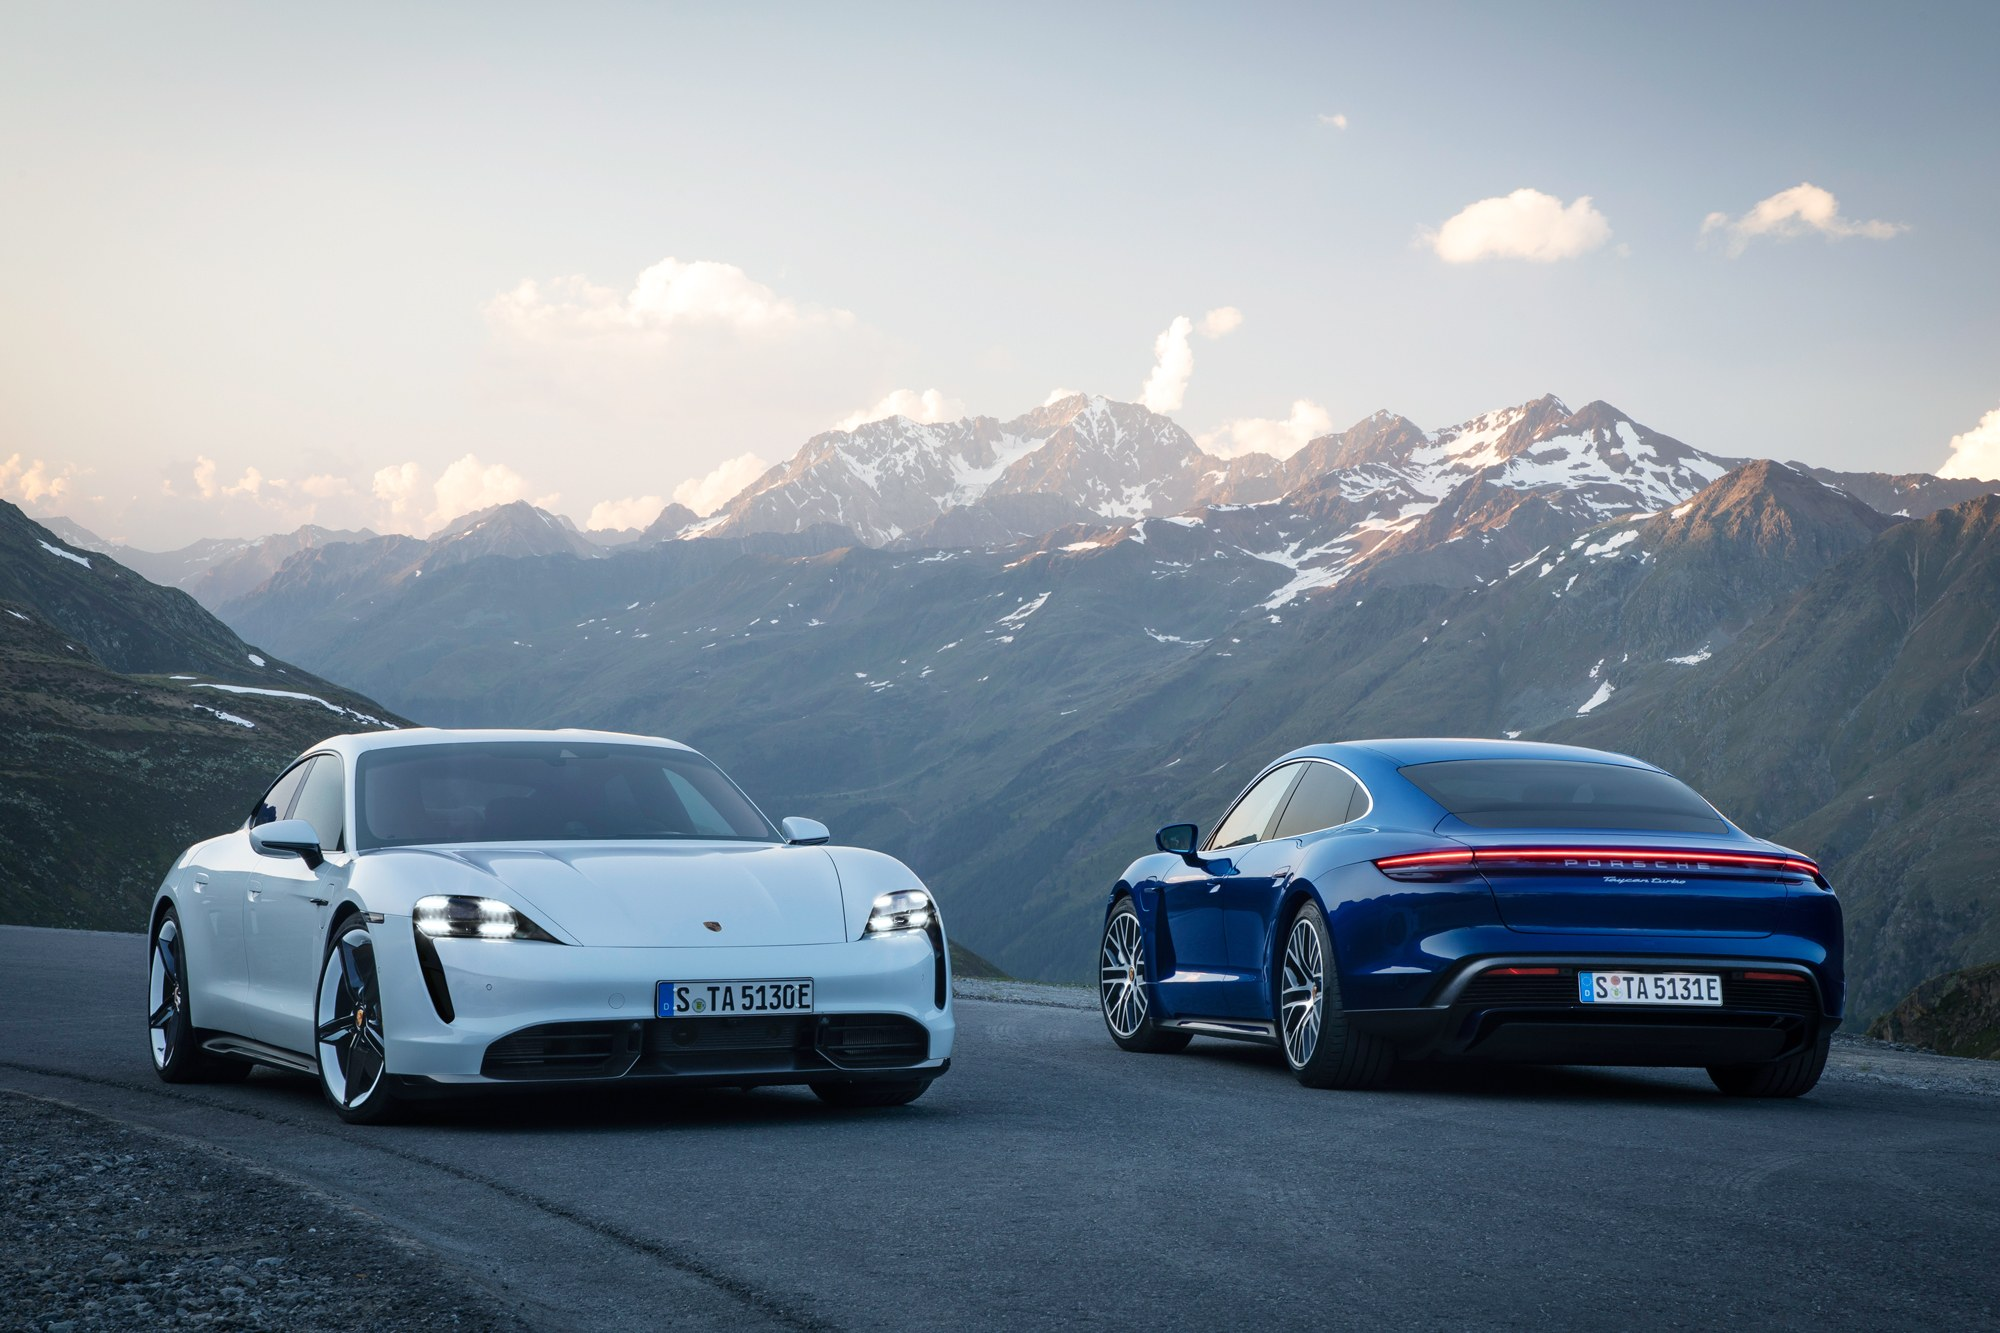 S TA 5130E
PORSCHE
Taycan turbo
S TA 5131E
D